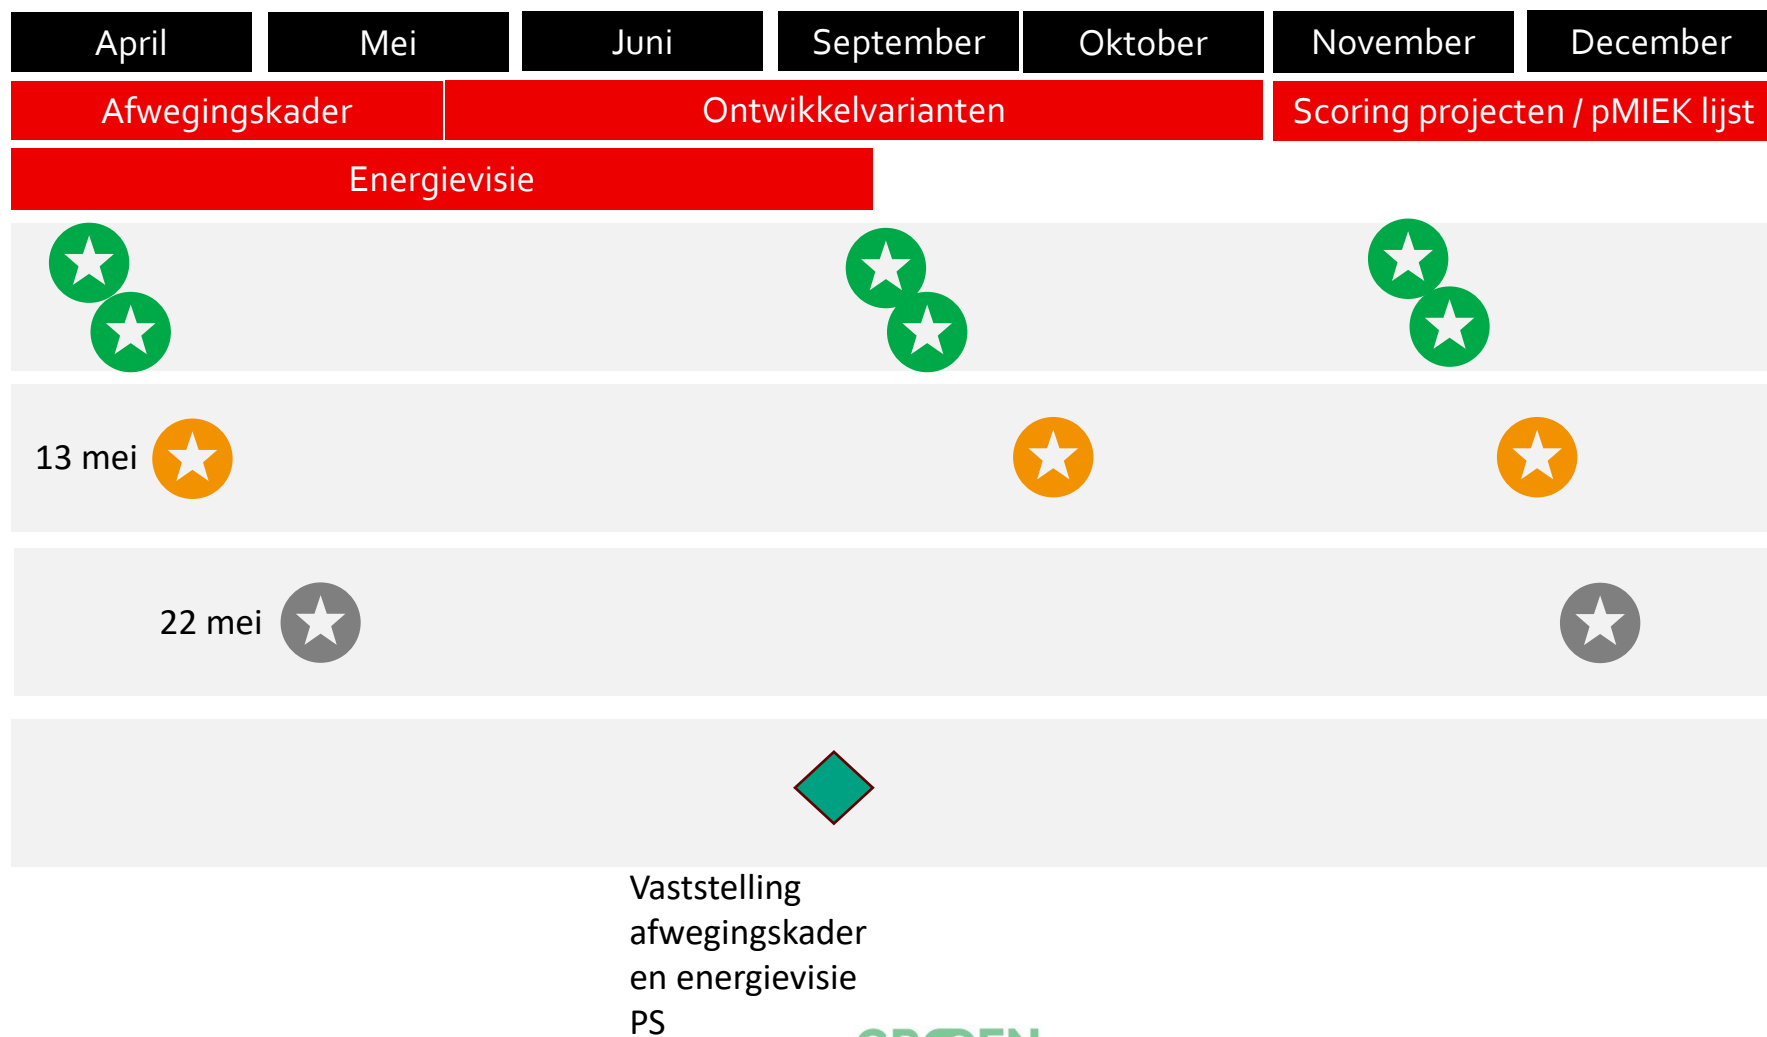 April
Mei
Juni
September
Oktober
November
December
Afwegingskader
Ontwikkelvarianten
Scoring projecten / pMIEK lijst
Energievisie
13 mei
22 mei
Vaststelling
afwegingskader
en energievisie
PS